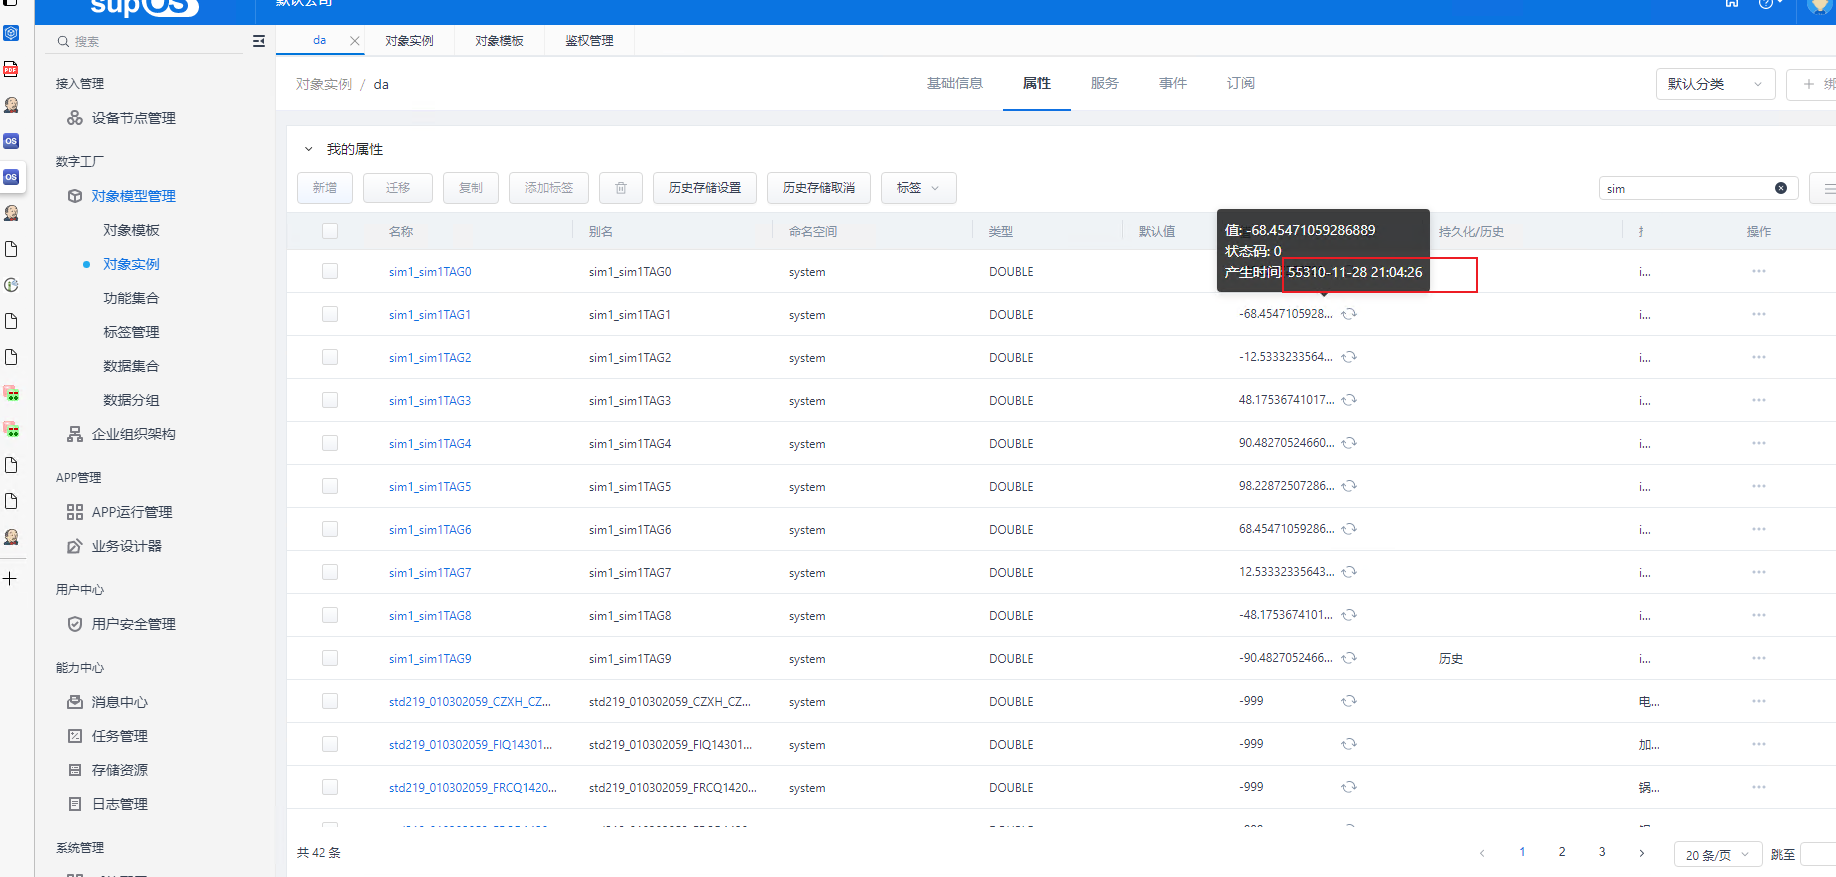 supOS
默认公司
搜索
da
对象实例
对象模板
鉴权管理
接入管理
设备节点管理
数字工厂
对象模型管理
对象模板
对象实例
功能集合
标签管理
数据集合
数据分组
企业组织架构
APP管理
APP运行管理
业务设计器
用户中心
用户安全管理
能力中心
消息中心
任务管理
存储资源
日志管理
系统管理
对象实例 / da
基础信息
属性
服务
事件
订阅
默认分类
+ 绑
我的属性
新增
迁移
复制
添加标签
历史存储设置
历史存储取消
标签
sim
名称 别名 命名空间 类型 默认值 持久化/历史 操作
值: -68.45471059286889
状态码: 0
产生时间: 55310-11-28 21:04:26
sim1_sim1TAG0 sim1_sim1TAG0 system DOUBLE i... ...
sim1_sim1TAG1 sim1_sim1TAG1 system DOUBLE -68.4547105928... i... ...
sim1_sim1TAG2 sim1_sim1TAG2 system DOUBLE -12.5333233564... i... ...
sim1_sim1TAG3 sim1_sim1TAG3 system DOUBLE 48.17536741017... i... ...
sim1_sim1TAG4 sim1_sim1TAG4 system DOUBLE 90.48270524660... i... ...
sim1_sim1TAG5 sim1_sim1TAG5 system DOUBLE 98.22872507286... i... ...
sim1_sim1TAG6 sim1_sim1TAG6 system DOUBLE 68.45471059286... i... ...
sim1_sim1TAG7 sim1_sim1TAG7 system DOUBLE 12.53332335643... i... ...
sim1_sim1TAG8 sim1_sim1TAG8 system DOUBLE -48.1753674101... i... ...
sim1_sim1TAG9 sim1_sim1TAG9 system DOUBLE -90.4827052466... 历史 i... ...
std219_010302059_CZXH_CZ... std219_010302059_CZXH_CZ... system DOUBLE -999 电... ...
std219_010302059_FIQ14301... std219_010302059_FIQ14301... system DOUBLE -999 加... ...
std219_010302059_FRCQ1420... std219_010302059_FRCQ1420... system DOUBLE -999 锅... ...
共 42 条
1 2 3
20 条/页
跳至